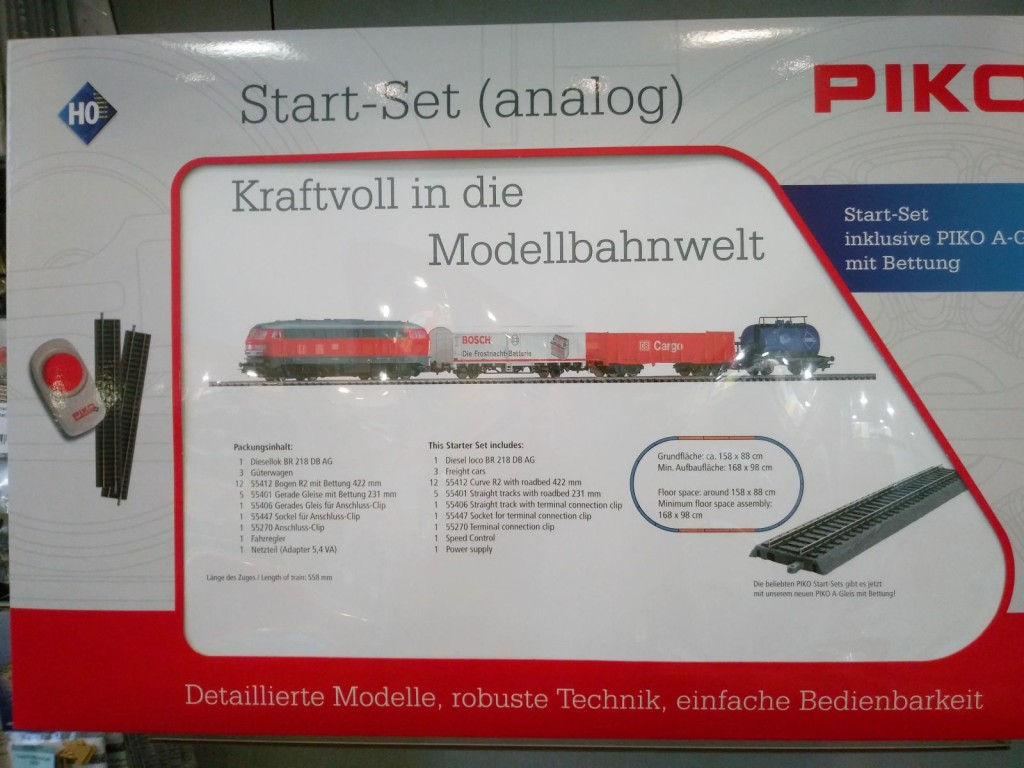 H0
Start-Set (analog)
PIKO
Kraftvoll in die
Modellbahnwelt
Start-Set
inklusive PIKO A-G
mit Bettung
BOSCH
Die Frostnacht-Batterie
DB Cargo
PIKO
Packungsinhalt:
1 Diesellok BR 218 DB AG
3 Güterwagen
12 55412 Bogen R2 mit Bettung 422 mm
5 55401 Gerade Gleise mit Bettung 231 mm
1 55406 Gerades Gleis für Anschluss-Clip
1 55447 Sockel für Anschluss-Clip
1 55270 Anschluss-Clip
1 Fahrregler
1 Netzteil (Adapter 5,4 VA)
This Starter Set includes:
1 Diesel loco BR 218 DB AG
3 Freight cars
12 55412 Curve R2 with roadbed 422 mm
5 55401 Straight tracks with roadbed 231 mm
1 55406 Straight track with terminal connection clip
1 55447 Socket for terminal connection clip
1 55270 Terminal connection clip
1 Speed Control
1 Power supply
Grundfläche: ca. 158 x 88 cm
Min. Aufbaufläche: 168 x 98 cm
Floor space: around 158 x 88 cm
Minimum floor space assembly:
168 x 98 cm
Länge des Zuges / Length of train: 558 mm
Die beliebten PIKO Start-Sets gibt es jetzt
mit unserem neuen PIKO A-Gleis mit Bettung!
Detaillierte Modelle, robuste Technik, einfache Bedienbarkeit